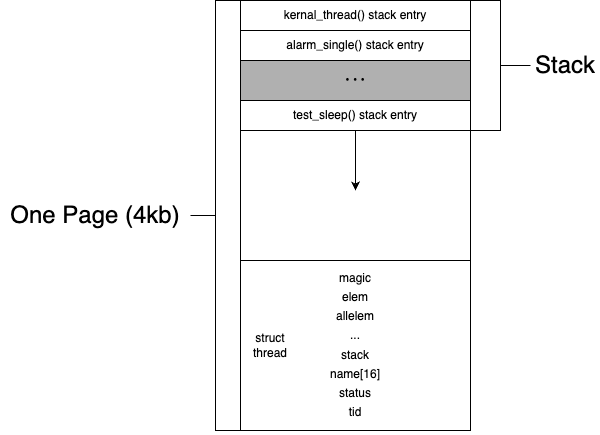 kernal_thread() stack entry
alarm_single() stack entry
...
test_sleep() stack entry
Stack
One Page (4kb)
struct
thread
magic
elem
allelem
...
stack
name[16]
status
tid